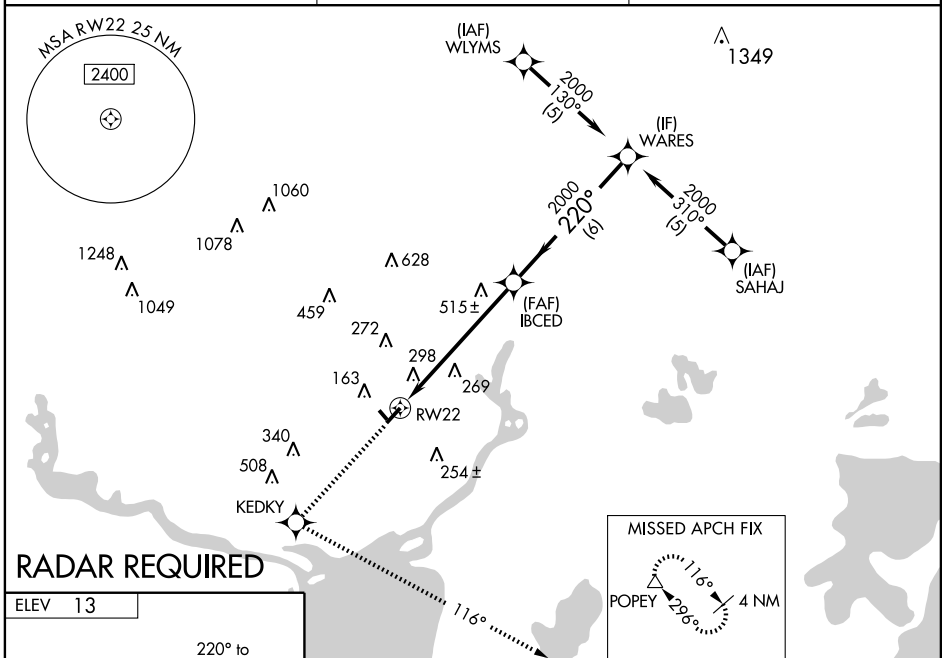 MSA RW22 25 NM
2400
(IAF)
WLYMS
2000
130°
(5)
1349
(IF)
WARES
2000
220°
(6)
2000
310°
(5)
(IAF)
SAHAJ
1060
1078
1248
1049
628
459
515±
(FAF)
IBCED
272
298
163
269
RW22
340
508
254±
KEDKY
RADAR REQUIRED
116°
MISSED APCH FIX
116°
POPEY
296°
4 NM
ELEV 13
220° to